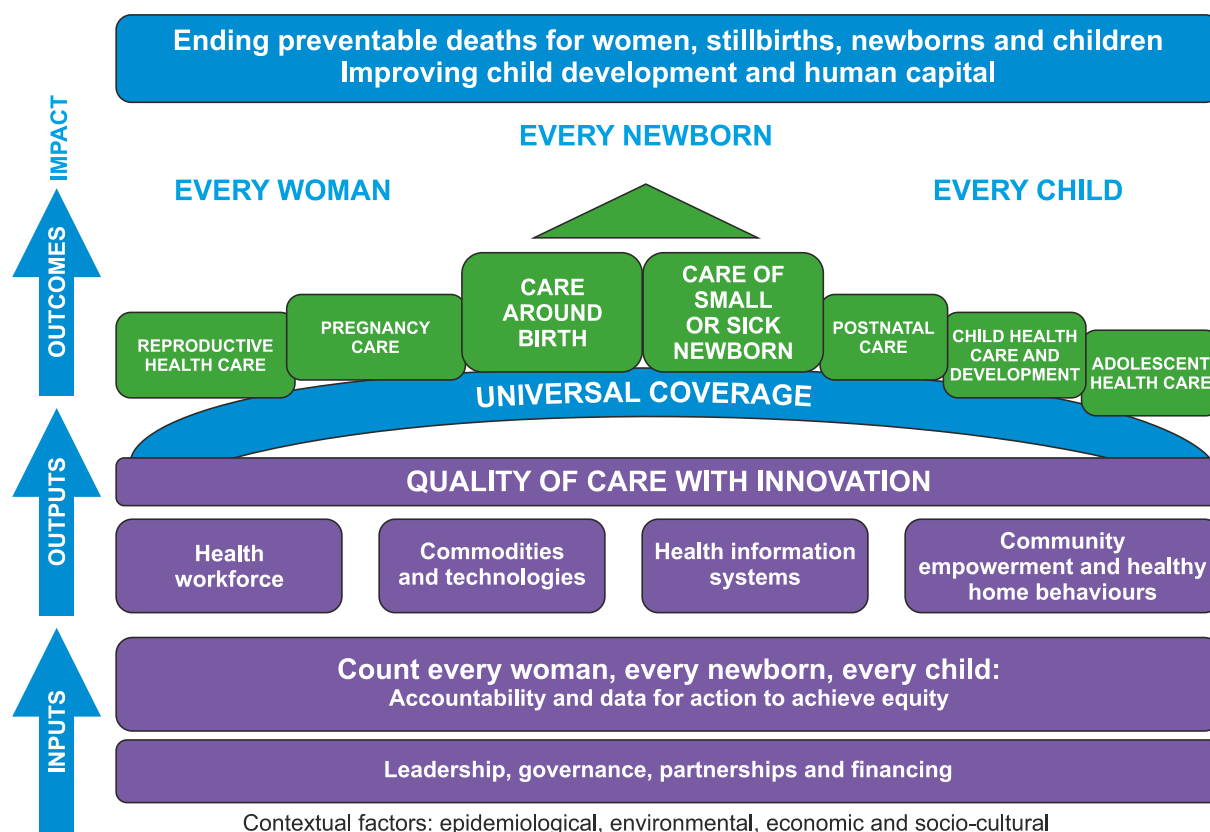 Ending preventable deaths for women, stillbirths, newborns and children
Improving child development and human capital
IMPACT
EVERY NEWBORN
EVERY WOMAN
EVERY CHILD
OUTCOMES
REPRODUCTIVE
HEALTH CARE
PREGNANCY
CARE
CARE
AROUND
BIRTH
CARE OF
SMALL
OR SICK
NEWBORN
POSTNATAL
CARE
CHILD HEALTH
CARE AND
DEVELOPMENT
ADOLESCENT
HEALTH CARE
UNIVERSAL COVERAGE
OUTPUTS
QUALITY OF CARE WITH INNOVATION
Health
workforce
Commodities
and technologies
Health information
systems
Community
empowerment and healthy
home behaviours
INPUTS
Count every woman, every newborn, every child:
Accountability and data for action to achieve equity
Leadership, governance, partnerships and financing
Contextual factors: epidemiological, environmental, economic and socio-cultural